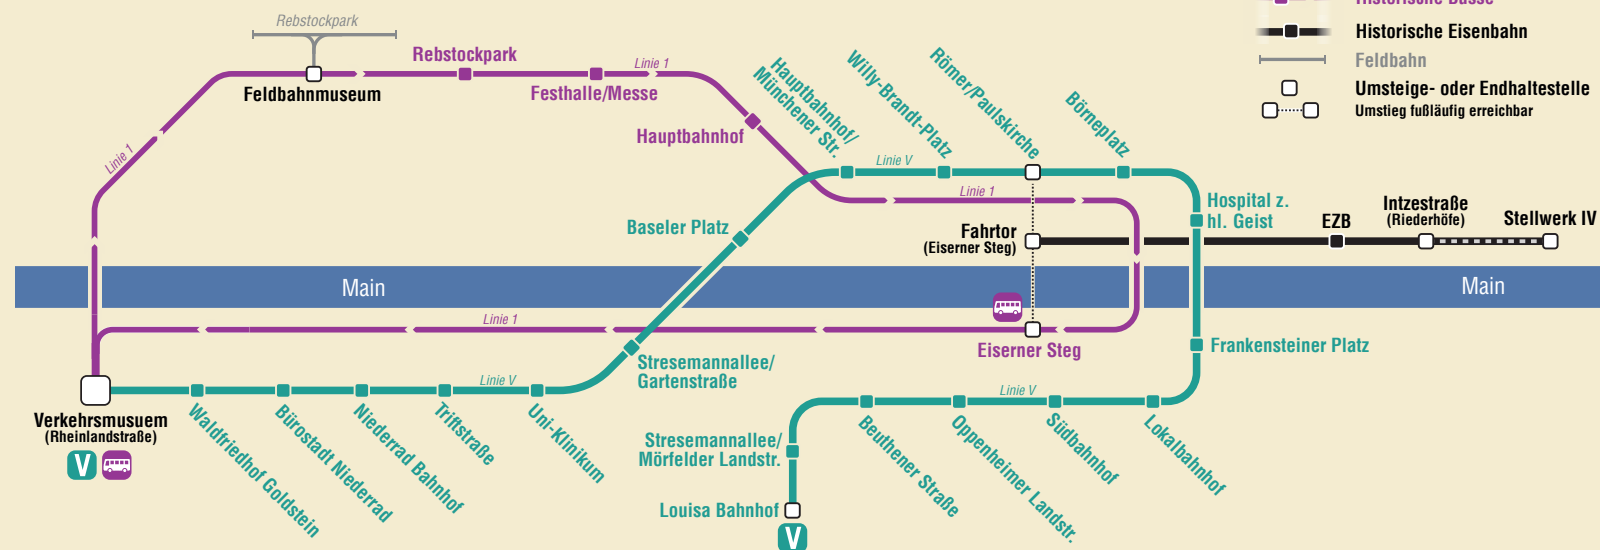 Historische Busse
Historische Eisenbahn
Feldbahn
Umsteige- oder Endhaltestelle
Umstieg fußläufig erreichbar
Rebstockpark
Feldbahnmuseum
Rebstockpark
Festhalle/Messe
Linie 1
Linie 1
Hauptbahnhof
Hauptbahnhof/
Münchener Str.
Willy-Brandt-Platz
Römer/Paulskirche
Börneplatz
Linie V
Linie 1
Hospital z.
hl. Geist
Baseler Platz
Fahrtor
(Eiserner Steg)
EZB
Intzestraße
(Riederhöfe)
Stellwerk IV
Main
Main
Linie 1
Eiserner Steg
Stresemannallee/
Gartenstraße
Frankensteiner Platz
Linie V
Linie V
Verkehrsmusuem
(Rheinlandstraße)
V
Waldfriedhof Goldstein
Bürostadt Niederrad
Niederrad Bahnhof
Triftstraße
Uni-Klinikum
Stresemannallee/
Mörfelder Landstr.
Louisa Bahnhof
V
Beuthener Straße
Oppenheimer Landstr.
Südbahnhof
Lokalbahnhof